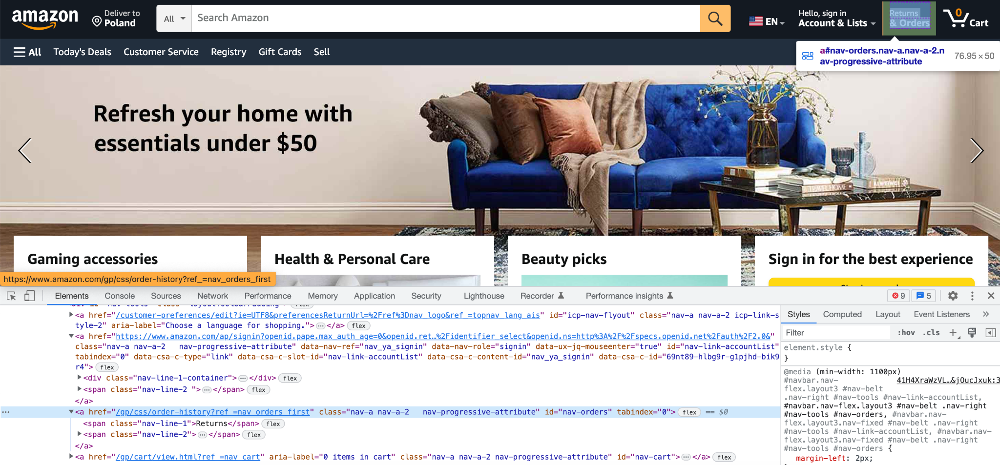 amazon
Deliver to
Poland
All
Search Amazon
EN
Hello, sign in
Account & Lists
Returns
& Orders
0
Cart
All
Today's Deals
Customer Service
Registry
Gift Cards
Sell
a#nav-orders.nav-a.nav-a-2.n
av-progressive-attribute
76.95 × 50
Refresh your home with
essentials under $50
TRAVEL HOME
Gaming accessories
Health & Personal Care
Beauty picks
Sign in for the best experience
https://www.amazon.com/gp/css/order-history?ref_=nav_orders_first
Elements
Console
Sources
Network
Performance
Memory
Application
Security
Lighthouse
Recorder
Performance insights
9
5
<a href="/customer-preferences/edit?ie=UTF8&preferencesReturnUrl=%2Fref%3Dnav_logo&ref_=topnav_lang_ais" id="icp-nav-flyout" class="nav-a nav-a-2 icp-link-s
tyle-2" aria-label="Choose a language for shopping.">…</a> flex
<a href="https://www.amazon.com/ap/signin?openid.pape.max_auth_age=0&openid.ret…%2Fidentifier_select&openid.ns=http%3A%2F%2Fspecs.openid.net%2Fauth%2F2.0&"
class="nav-a nav-a-2   nav-progressive-attribute" data-nav-ref="nav_ya_signin" data-nav-role="signin" data-ux-jq-mouseenter="true" id="nav-link-accountList"
tabindex="0" data-csa-c-type="link" data-csa-c-slot-id="nav-link-accountList" data-csa-c-content-id="nav_ya_signin" data-csa-c-id="69nt89-hlbg9r-g1pjhd-bik9
r4"> flex
<div class="nav-line-1-container">…</div> flex
<span class="nav-line-2 ">…</span> flex
</a>
… <a href="/gp/css/order-history?ref_=nav_orders_first" class="nav-a nav-a-2   nav-progressive-attribute" id="nav-orders" tabindex="0"> flex == $0
<span class="nav-line-1">Returns</span> flex
<span class="nav-line-2">…</span> flex
</a>
<a href="/gp/cart/view.html?ref_=nav_cart" aria-label="0 items in cart" class="nav-a nav-a-2 nav-progressive-attribute" id="nav-cart">…</a> flex
Styles
Computed
Layout
Event Listeners
Filter
:hov
.cls
element.style {
}
@media (min-width: 1100px)
#navbar.nav-
41H4XraWzVL…&jOucJxuk:3
flex.layout3 #nav-belt
.nav-right #nav-tools #nav-link-accountList,
#navbar.nav-flex.layout3 #nav-belt .nav-right
#nav-tools #nav-orders, #navbar.nav-
flex.layout3.nav-fixed #nav-belt .nav-right
#nav-tools #nav-link-accountList, #navbar.nav-
flex.layout3.nav-fixed #nav-belt .nav-right
#nav-tools #nav-orders {
margin-left: 2px;